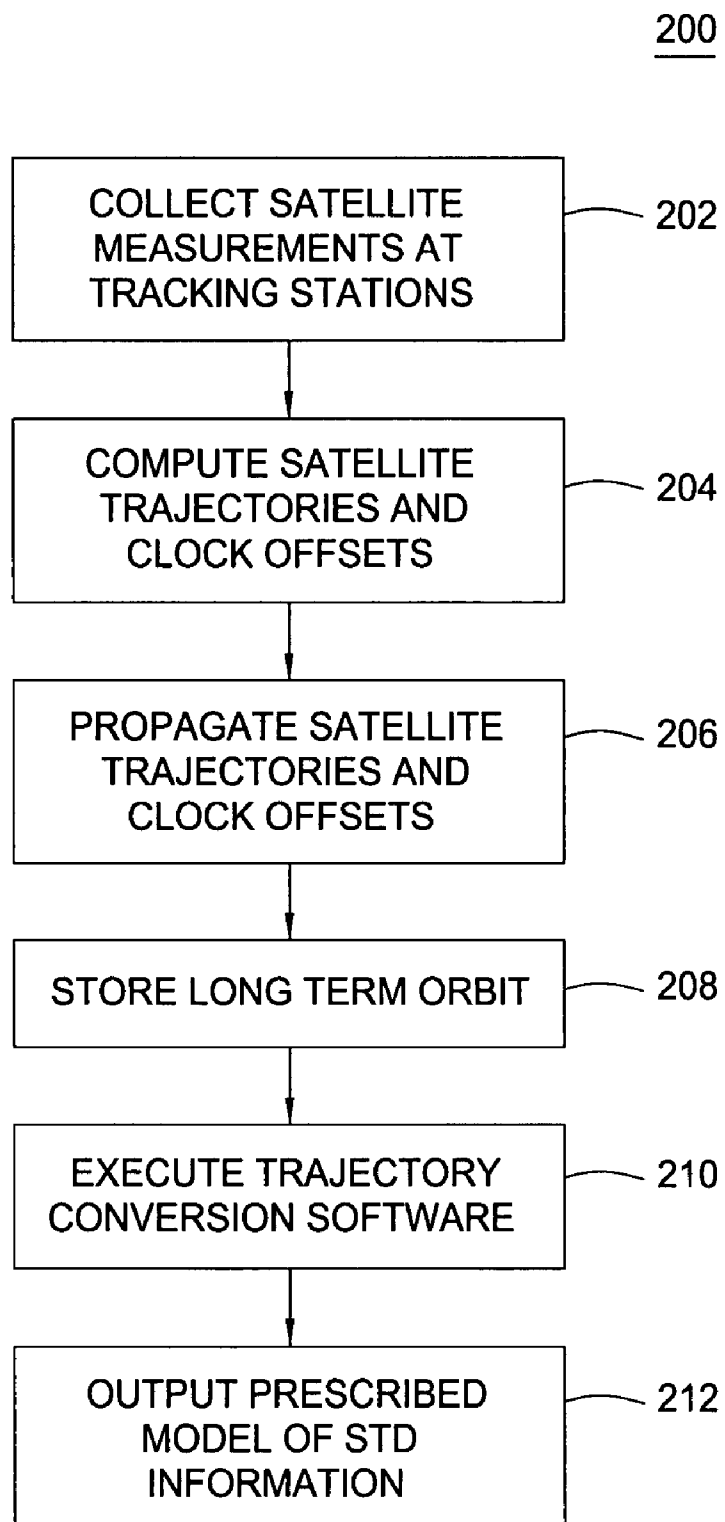 200
COLLECT SATELLITE
MEASUREMENTS AT
TRACKING STATIONS
202
COMPUTE SATELLITE
TRAJECTORIES AND
CLOCK OFFSETS
204
PROPAGATE SATELLITE
TRAJECTORIES AND
CLOCK OFFSETS
206
STORE LONG TERM ORBIT
208
EXECUTE TRAJECTORY
CONVERSION SOFTWARE
210
OUTPUT PRESCRIBED
MODEL OF STD
INFORMATION
212